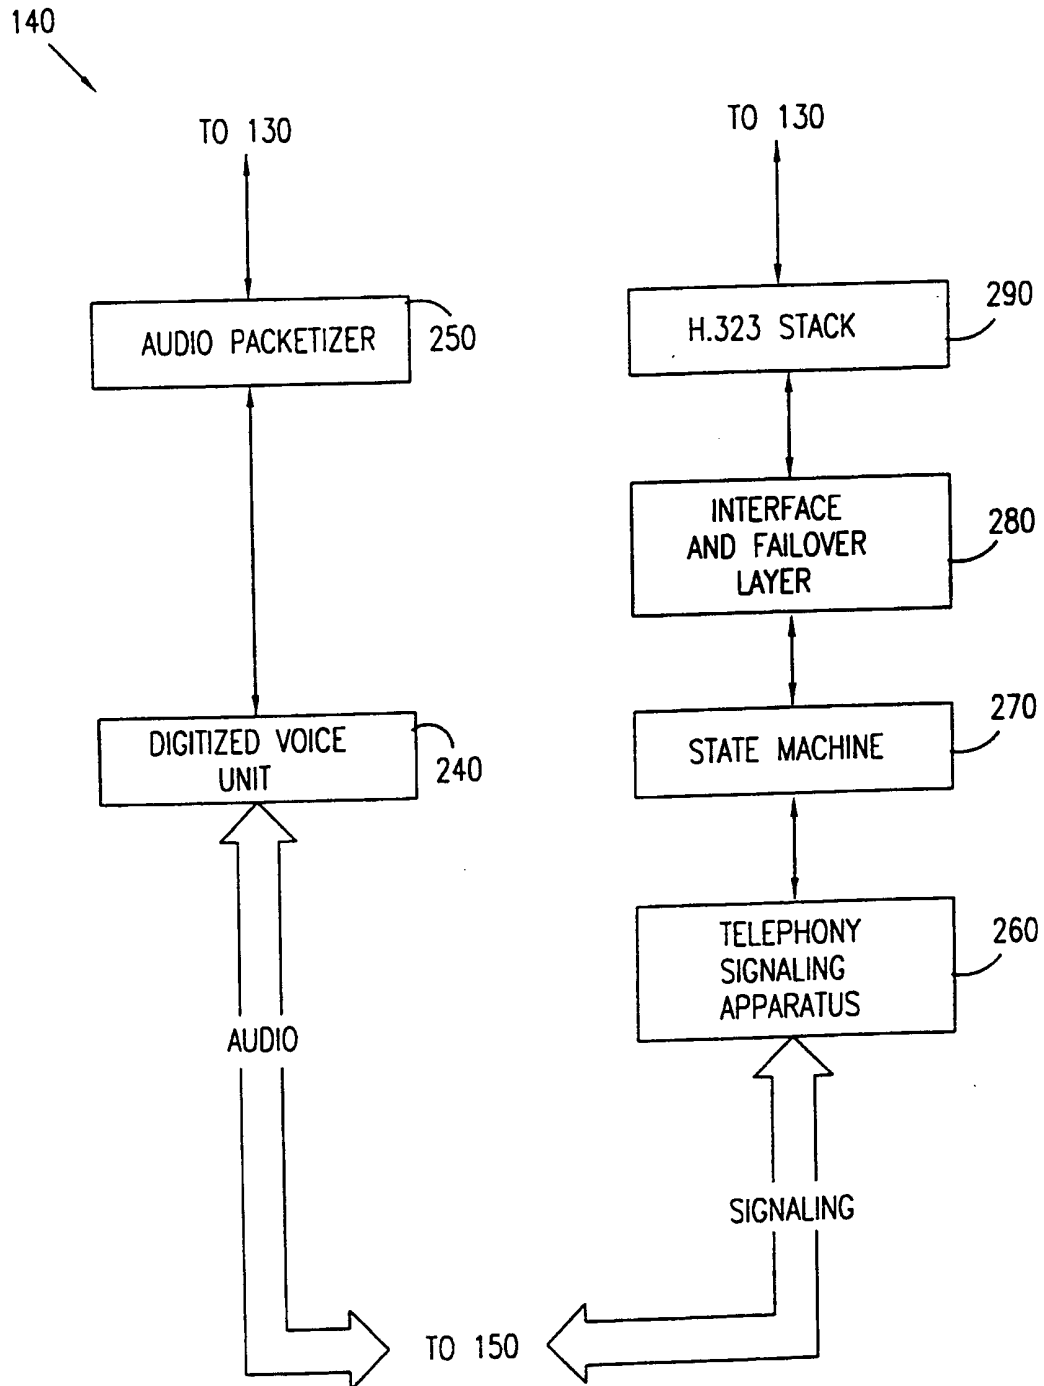 140
TO 130
TO 130
AUDIO PACKETIZER
250
H.323 STACK
290
INTERFACE
AND FAILOVER
LAYER
280
DIGITIZED VOICE
UNIT
240
STATE MACHINE
270
TELEPHONY
SIGNALING
APPARATUS
260
AUDIO
SIGNALING
TO 150